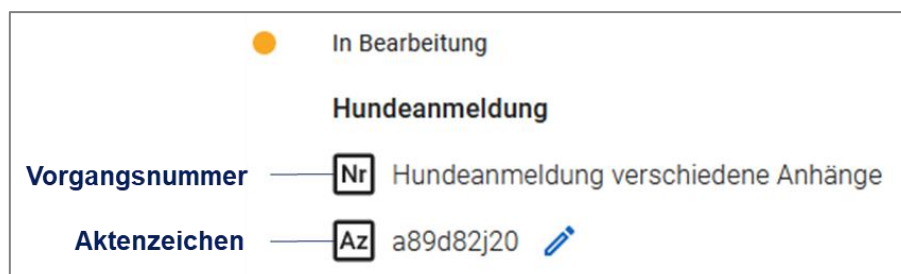 In Bearbeitung
Hundeanmeldung
Vorgangsnummer Nr Hundeanmeldung verschiedene Anhänge
Aktenzeichen Az a89d82j20